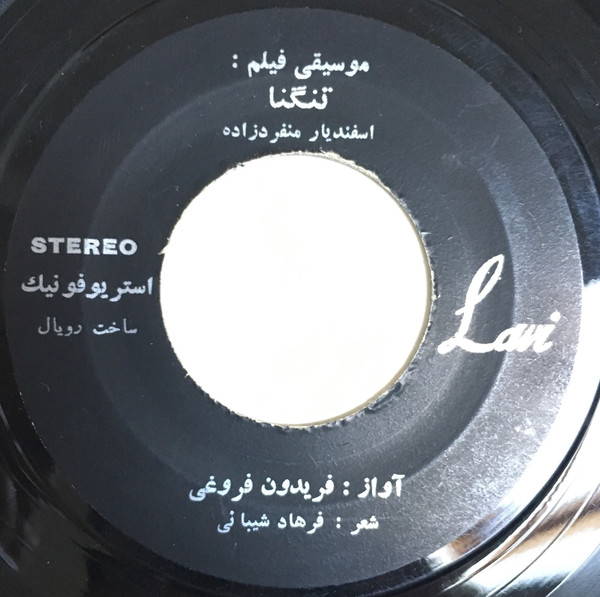 موسیقی فیلم :
تنگنا
اسفندیار منفردزاده
STEREO
استریوفونیك
ساخت رویال
Lavi
آواز : فریدون فروغی
شعر : فرهاد شیبانی